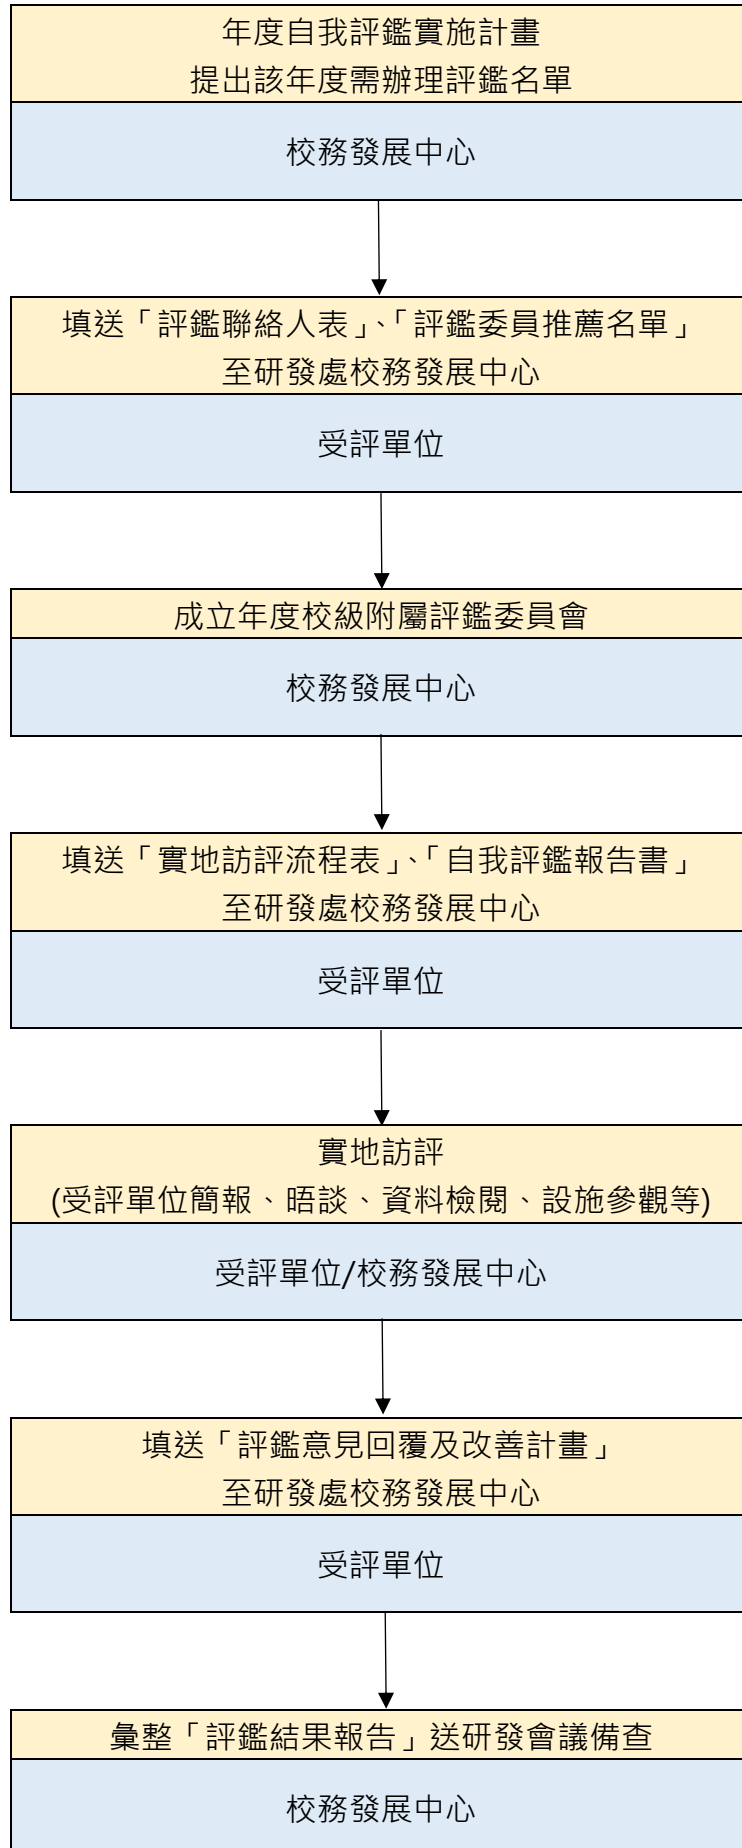 年度自我評鑑實施計畫
提出該年度需辦理評鑑名單
校務發展中心
填送「評鑑聯絡人表」、「評鑑委員推薦名單」
至研發處校務發展中心
受評單位
成立年度校級附屬評鑑委員會
校務發展中心
填送「實地訪評流程表」、「自我評鑑報告書」
至研發處校務發展中心
受評單位
實地訪評
(受評單位簡報、晤談、資料檢閱、設施參觀等)
受評單位/校務發展中心
填送「評鑑意見回覆及改善計畫」
至研發處校務發展中心
受評單位
彙整「評鑑結果報告」送研發會議備查
校務發展中心